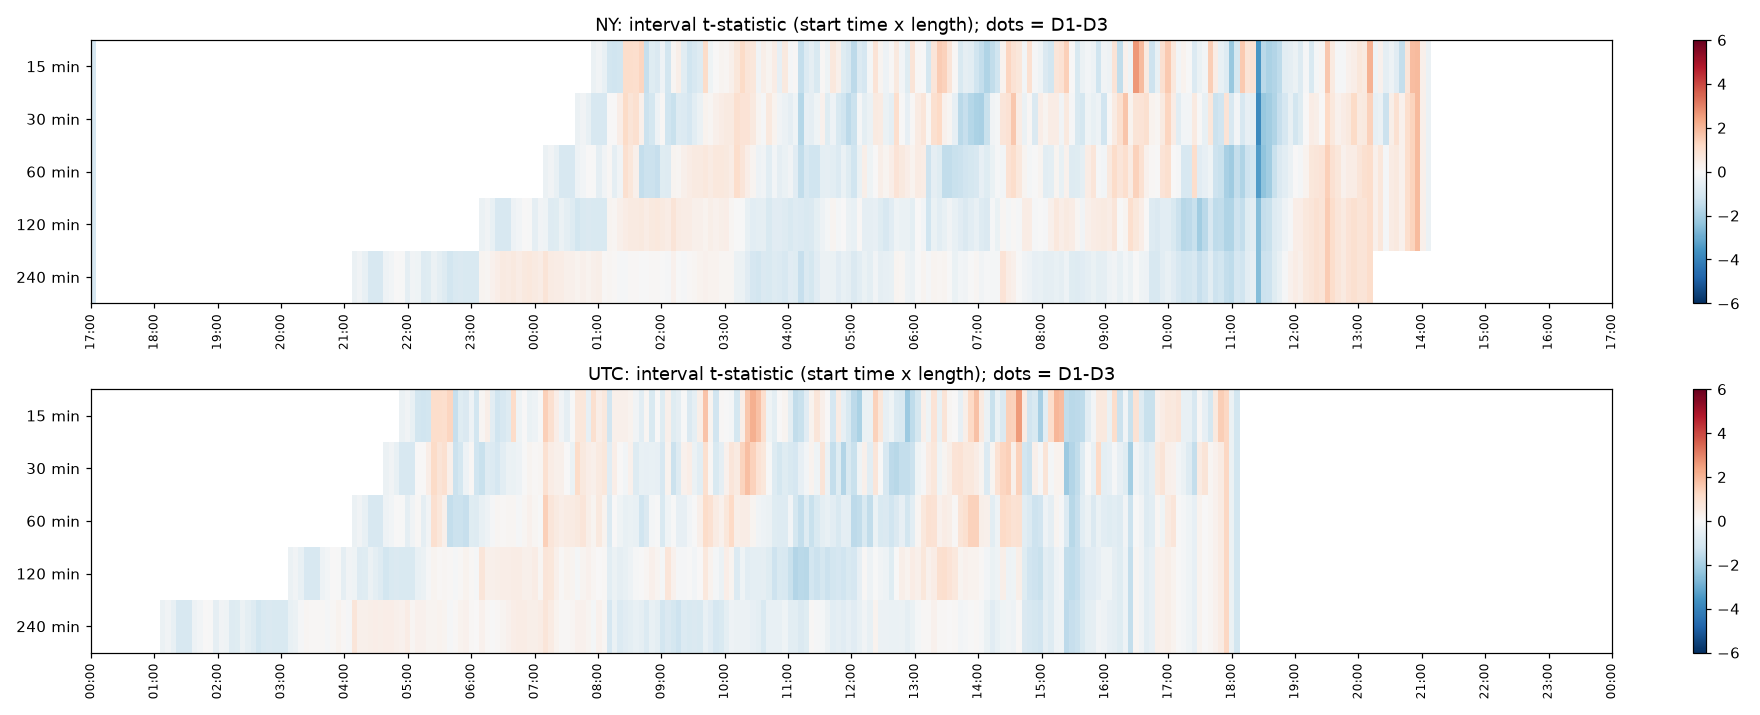 NY: interval t-statistic (start time x length); dots = D1-D3
15 min
30 min
60 min
120 min
240 min
17:00 18:00 19:00 20:00 21:00 22:00 23:00 00:00 01:00 02:00 03:00 04:00 05:00 06:00 07:00 08:00 09:00 10:00 11:00 12:00 13:00 14:00 15:00 16:00 17:00
6
4
2
0
−2
−4
−6
UTC: interval t-statistic (start time x length); dots = D1-D3
15 min
30 min
60 min
120 min
240 min
00:00 01:00 02:00 03:00 04:00 05:00 06:00 07:00 08:00 09:00 10:00 11:00 12:00 13:00 14:00 15:00 16:00 17:00 18:00 19:00 20:00 21:00 22:00 23:00 00:00
6
4
2
0
−2
−4
−6